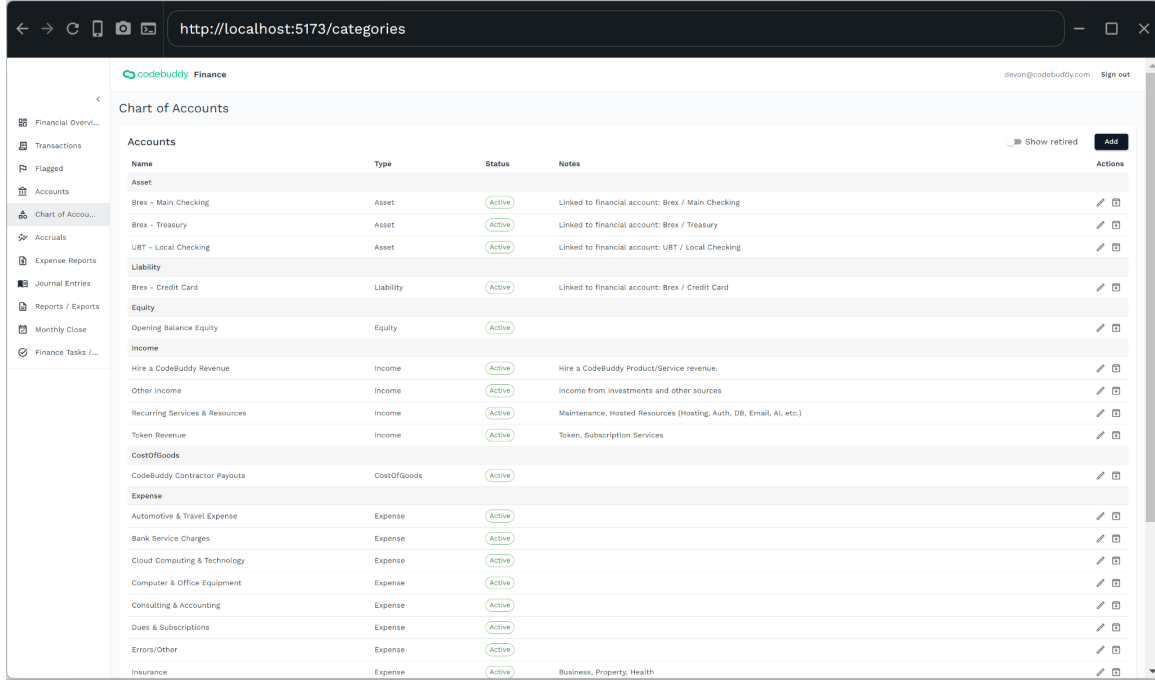 http://localhost:5173/categories
codebuddy Finance
devon@codebuddy.com Sign out
Financial Overvi...
Transactions
Flagged
Accounts
Chart of Accou...
Accruals
Expense Reports
Journal Entries
Reports / Exports
Monthly Close
Finance Tasks /...
Chart of Accounts
Accounts
Show retired
Add
Name Type Status Notes Actions
Asset
Brex - Main Checking Asset Active Linked to financial account: Brex / Main Checking
Brex - Treasury Asset Active Linked to financial account: Brex / Treasury
UBT - Local Checking Asset Active Linked to financial account: UBT / Local Checking
Liability
Brex - Credit Card Liability Active Linked to financial account: Brex / Credit Card
Equity
Opening Balance Equity Equity Active
Income
Hire a CodeBuddy Revenue Income Active Hire a CodeBuddy Product/Service revenue.
Other Income Income Active Income from investments and other sources
Recurring Services & Resources Income Active Maintenance, Hosted Resources (Hosting, Auth, DB, Email, AI, etc.)
Token Revenue Income Active Token, Subscription Services
CostOfGoods
CodeBuddy Contractor Payouts CostOfGoods Active
Expense
Automotive & Travel Expense Expense Active
Bank Service Charges Expense Active
Cloud Computing & Technology Expense Active
Computer & Office Equipment Expense Active
Consulting & Accounting Expense Active
Dues & Subscriptions Expense Active
Errors/Other Expense Active
Insurance Expense Active Business, Property, Health